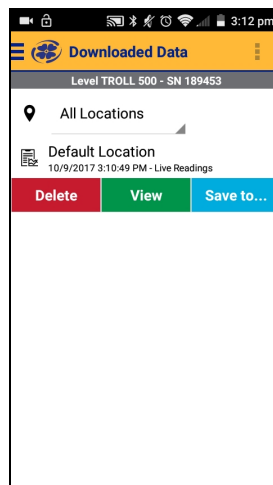 3:12 pm
Downloaded Data
Level TROLL 500 - SN 189453
All Locations
Default Location
10/9/2017 3:10:49 PM - Live Readings
Delete View Save to...